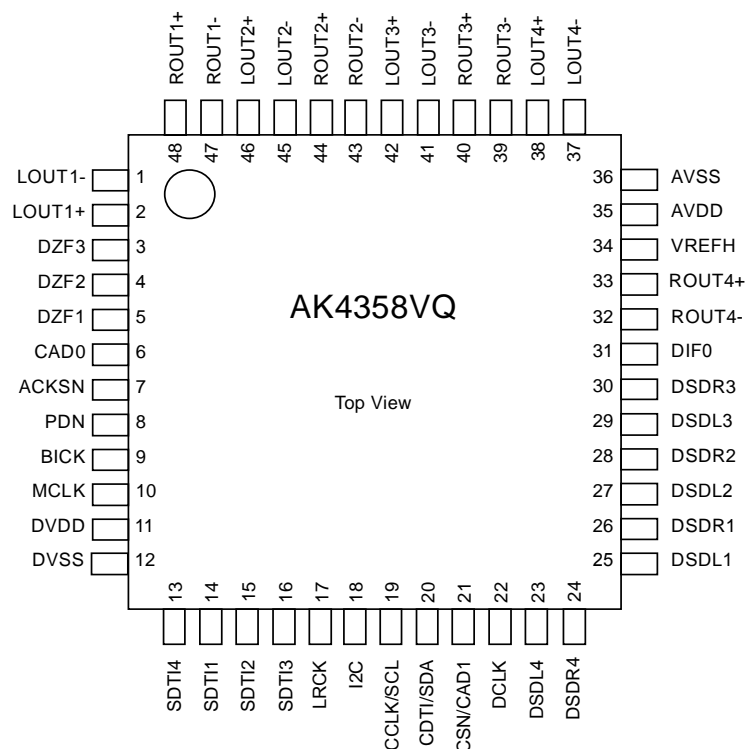 ROUT1+
ROUT1-
LOUT2+
LOUT2-
ROUT2+
ROUT2-
LOUT3+
LOUT3-
ROUT3+
ROUT3-
LOUT4+
LOUT4-
48
47
46
45
44
43
42
41
40
39
38
37
LOUT1- 1
LOUT1+ 2
DZF3 3
DZF2 4
DZF1 5
CAD0 6
ACKSN 7
PDN 8
BICK 9
MCLK 10
DVDD 11
DVSS 12
AK4358VQ
Top View
36 AVSS
35 AVDD
34 VREFH
33 ROUT4+
32 ROUT4-
31 DIF0
30 DSDR3
29 DSDL3
28 DSDR2
27 DSDL2
26 DSDR1
25 DSDL1
13
14
15
16
17
18
19
20
21
22
23
24
SDTI4
SDTI1
SDTI2
SDTI3
LRCK
I2C
CCLK/SCL
CDTI/SDA
CSN/CAD1
DCLK
DSDL4
DSDR4